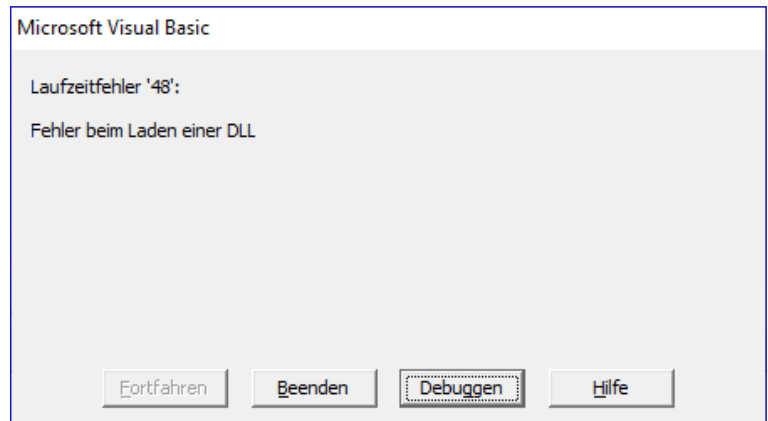 Microsoft Visual Basic
Laufzeitfehler '48':
Fehler beim Laden einer DLL
Fortfahren Beenden Debuggen Hilfe